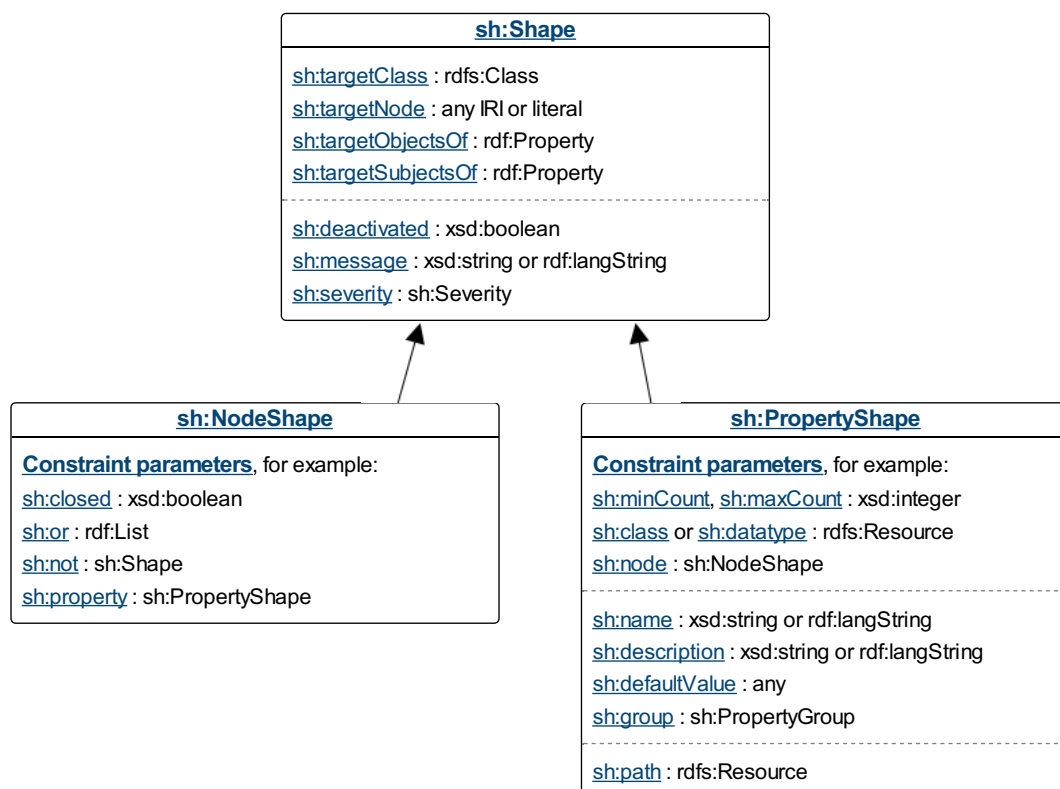 sh:Shape
sh:targetClass : rdfs:Class
sh:targetNode : any IRI or literal
sh:targetObjectsOf : rdf:Property
sh:targetSubjectsOf : rdf:Property
sh:deactivated : xsd:boolean
sh:message : xsd:string or rdf:langString
sh:severity : sh:Severity
sh:NodeShape
Constraint parameters, for example:
sh:closed : xsd:boolean
sh:or : rdf:List
sh:not : sh:Shape
sh:property : sh:PropertyShape
sh:PropertyShape
Constraint parameters, for example:
sh:minCount, sh:maxCount : xsd:integer
sh:class or sh:datatype : rdfs:Resource
sh:node : sh:NodeShape
sh:name : xsd:string or rdf:langString
sh:description : xsd:string or rdf:langString
sh:defaultValue : any
sh:group : sh:PropertyGroup
sh:path : rdfs:Resource